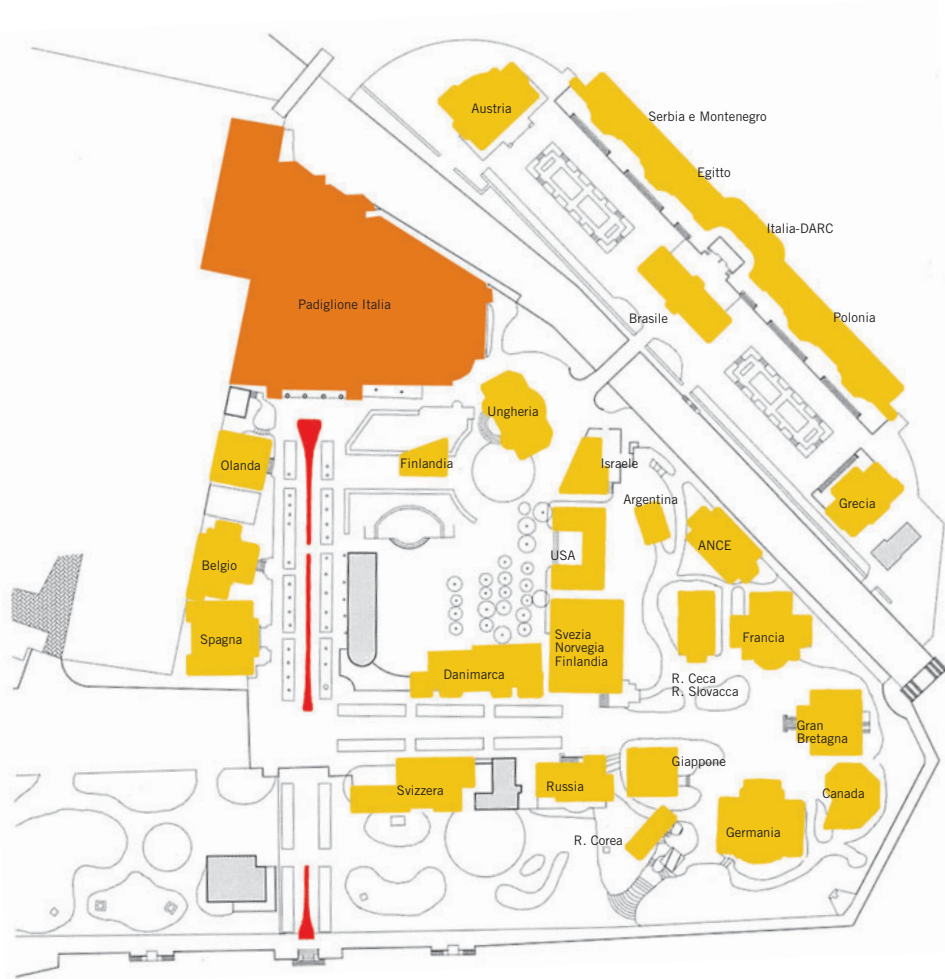 Austria
Serbia e Montenegro
Egitto
Italia-DARC
Padiglione Italia
Brasile
Polonia
Ungheria
Olanda
Finlandia
Israele
Argentina
Grecia
USA
ANCE
Belgio
Spagna
Svezia
Norvegia
Finlandia
Francia
Danimarca
R. Ceca
R. Slovacca
Gran
Bretagna
Giappone
Svizzera
Russia
Canada
R. Corea
Germania